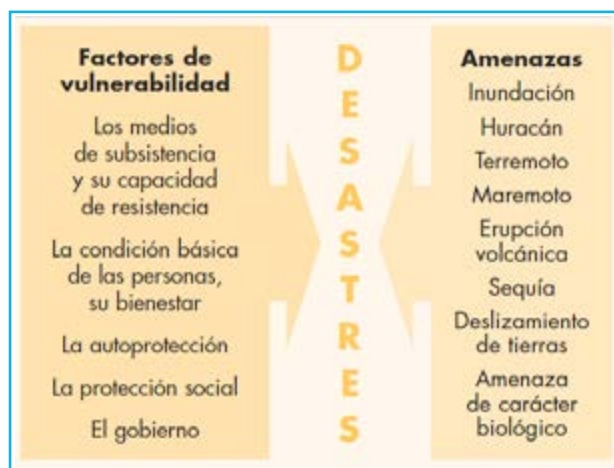 Factores de
vulnerabilidad
Los medios
de subsistencia
y su capacidad
de resistencia
La condición básica
de las personas,
su bienestar
La autoprotección
La protección social
El gobierno
DESASTRES
Amenazas
Inundación
Huracán
Terremoto
Maremoto
Erupción
volcánica
Sequía
Deslizamiento
de tierras
Amenaza
de carácter
biológico